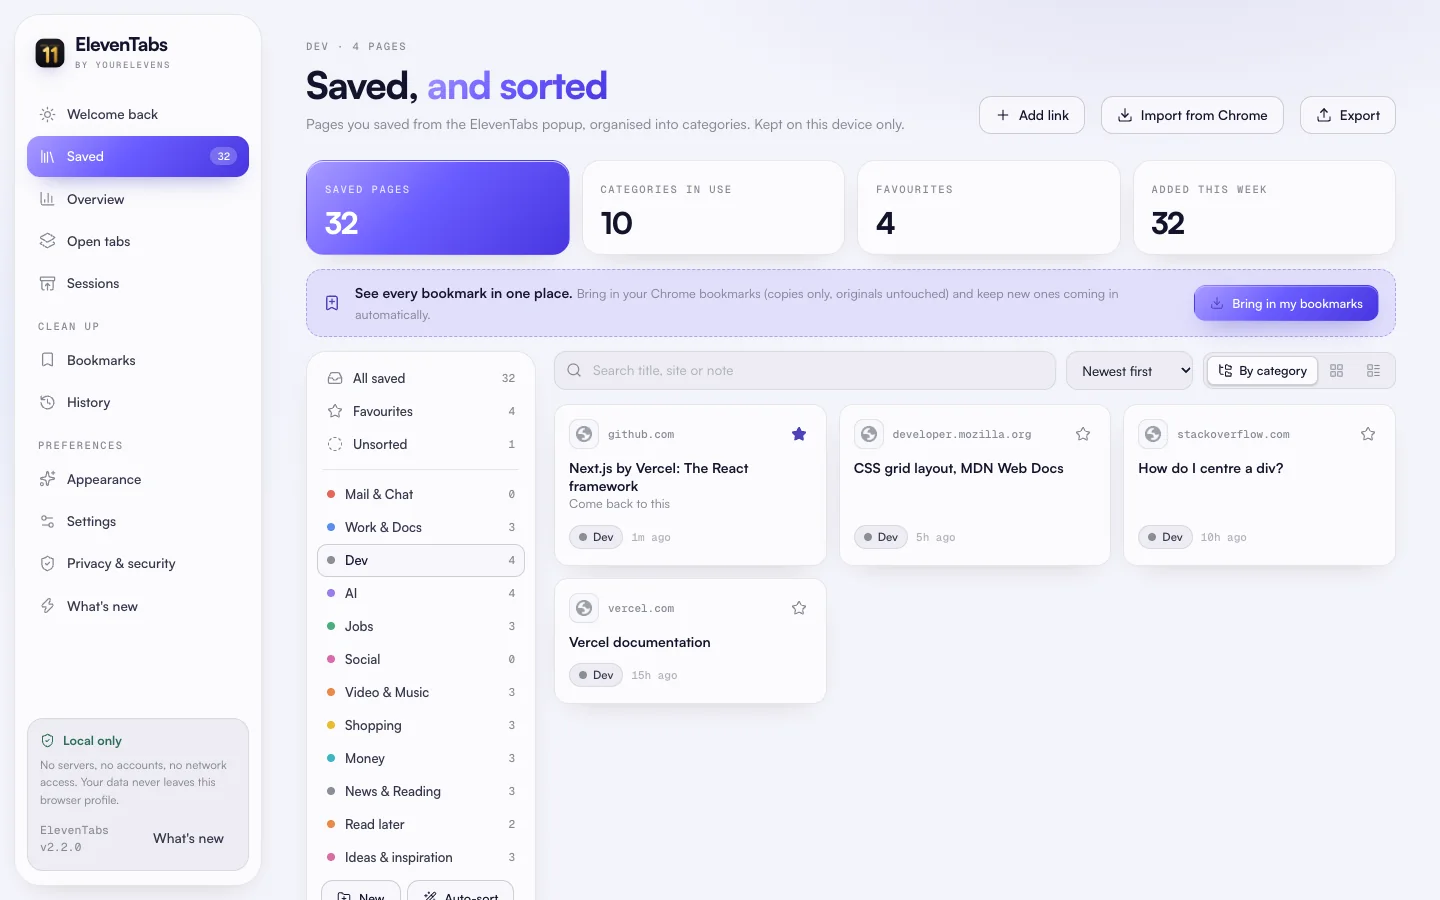 ElevenTabs
BY YOURELEVENS
Welcome back
Saved 32
Overview
Open tabs
Sessions
CLEAN UP
Bookmarks
History
PREFERENCES
Appearance
Settings
Privacy & security
What's new
Local only
No servers, no accounts, no network
access. Your data never leaves this
browser profile.
ElevenTabs
v2.2.0
What's new
DEV · 4 PAGES
Saved, and sorted
Pages you saved from the ElevenTabs popup, organised into categories. Kept on this device only.
Add link
Import from Chrome
Export
SAVED PAGES
32
CATEGORIES IN USE
10
FAVOURITES
4
ADDED THIS WEEK
32
See every bookmark in one place. Bring in your Chrome bookmarks (copies only, originals untouched) and keep new ones coming in
automatically.
Bring in my bookmarks
All saved 32
Favourites 4
Unsorted 1
Mail & Chat 0
Work & Docs 3
Dev 4
AI 4
Jobs 3
Social 0
Video & Music 3
Shopping 3
Money 3
News & Reading 3
Read later 2
Ideas & inspiration 3
New
Auto-sort
Search title, site or note
Newest first
By category
github.com
Next.js by Vercel: The React
framework
Come back to this
Dev 1m ago
developer.mozilla.org
CSS grid layout, MDN Web Docs
Dev 5h ago
stackoverflow.com
How do I centre a div?
Dev 10h ago
vercel.com
Vercel documentation
Dev 15h ago